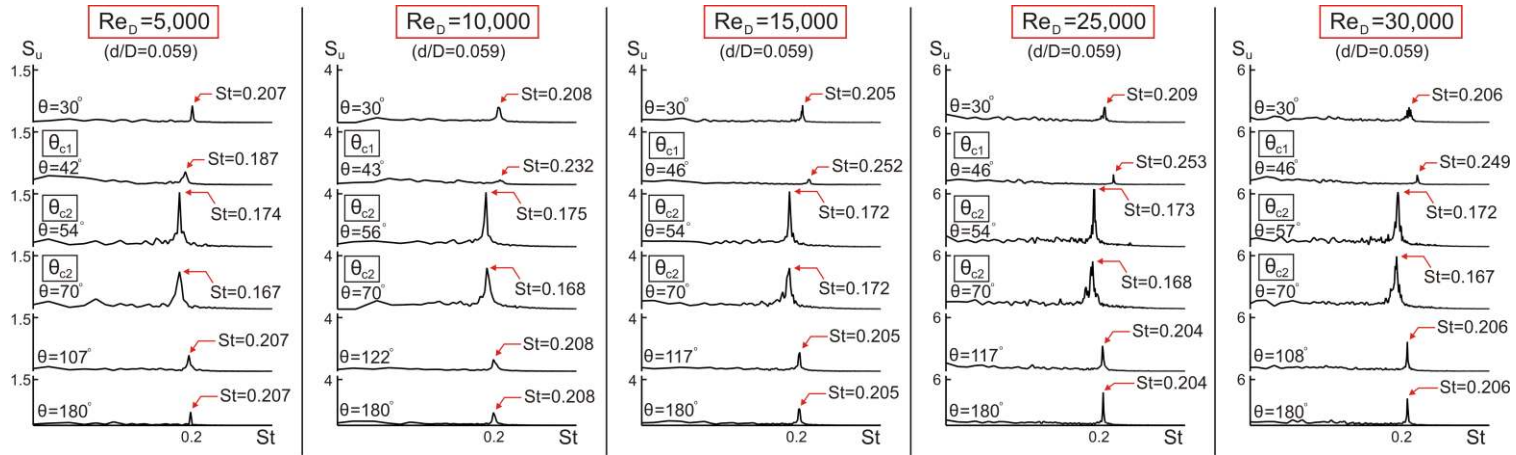 Re_D=5,000
(d/D=0.059)
S_u
1.5
θ=30°
St=0.207
1.5
θ_c1
θ=42°
St=0.187
1.5
θ_c2
θ=54°
St=0.174
1.5
θ_c2
θ=70°
St=0.167
1.5
θ=107°
St=0.207
1.5
θ=180°
St=0.207
0.2
St
Re_D=10,000
(d/D=0.059)
S_u
4
θ=30°
St=0.208
4
θ_c1
θ=43°
St=0.232
4
θ_c2
θ=56°
St=0.175
4
θ_c2
θ=70°
St=0.168
4
θ=122°
St=0.208
4
θ=180°
St=0.208
0.2
St
Re_D=15,000
(d/D=0.059)
S_u
4
θ=30°
St=0.205
4
θ_c1
θ=46°
St=0.252
4
θ_c2
θ=54°
St=0.172
4
θ_c2
θ=70°
St=0.172
4
θ=117°
St=0.205
4
θ=180°
St=0.205
0.2
St
Re_D=25,000
(d/D=0.059)
S_u
6
θ=30°
St=0.209
6
θ_c1
θ=46°
St=0.253
6
θ_c2
θ=54°
St=0.173
6
θ_c2
θ=70°
St=0.168
6
θ=117°
St=0.204
6
θ=180°
St=0.204
0.2
St
Re_D=30,000
(d/D=0.059)
S_u
6
θ=30°
St=0.206
6
θ_c1
θ=46°
St=0.249
6
θ_c2
θ=57°
St=0.172
6
θ_c2
θ=70°
St=0.167
6
θ=108°
St=0.206
6
θ=180°
St=0.206
0.2
St